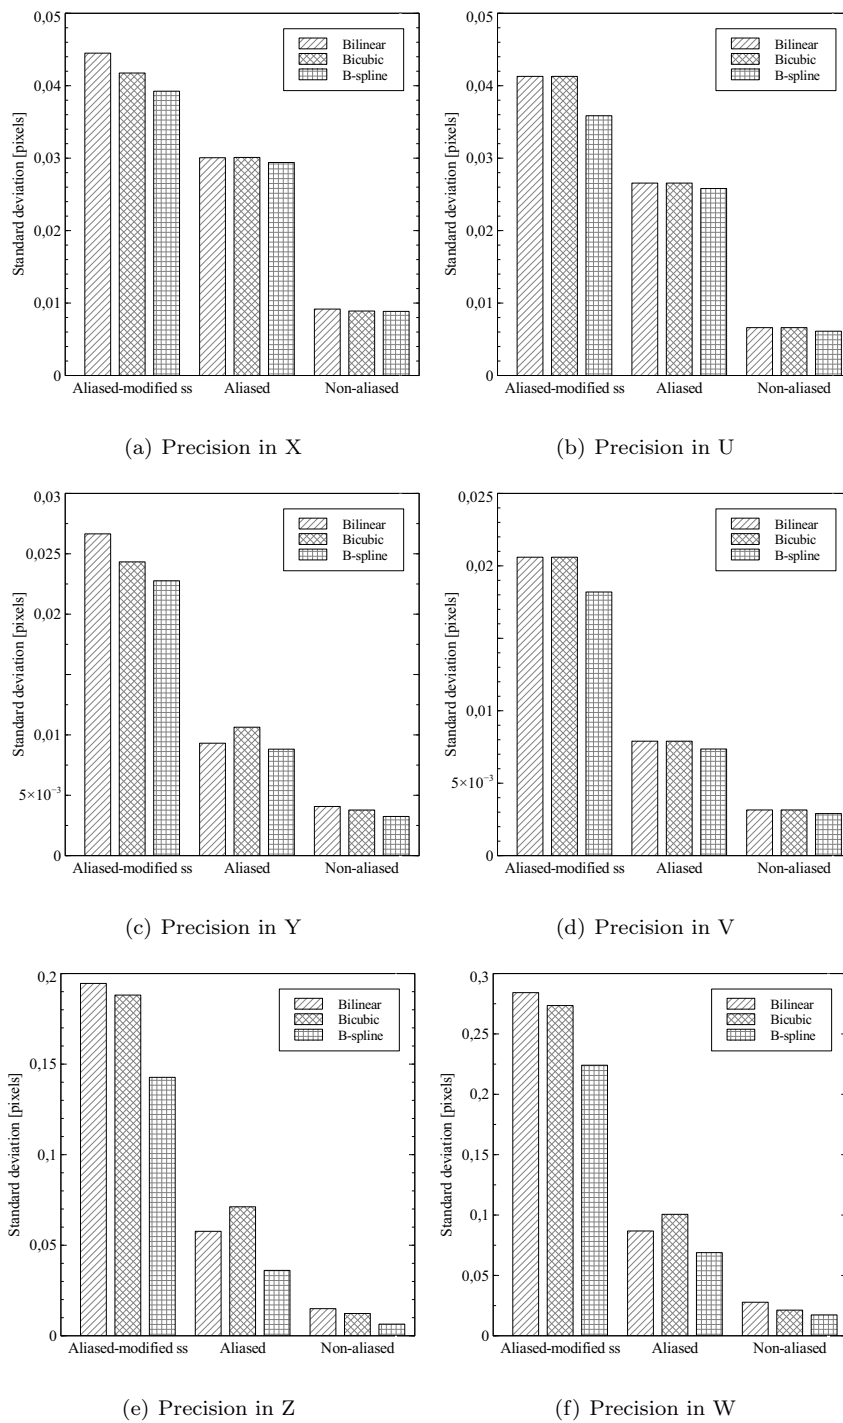 0,05
0,04
0,03
0,02
0,01
0
Standard deviation [pixels]
Bilinear
Bicubic
B-spline
Aliased-modified ss Aliased Non-aliased
(a) Precision in X
0,05
0,04
0,03
0,02
0,01
0
Standard deviation [pixels]
Bilinear
Bicubic
B-spline
Aliased-modified ss Aliased Non-aliased
(b) Precision in U
0,03
0,025
0,02
0,01
5×10⁻³
0
Standard deviation [pixels]
Bilinear
Bicubic
B-spline
Aliased-modified ss Aliased Non-aliased
(c) Precision in Y
0,025
0,02
0,01
5×10⁻³
0
Standard deviation [pixels]
Bilinear
Bicubic
B-spline
Aliased-modified ss Aliased Non-aliased
(d) Precision in V
0,2
0,15
0,1
0,05
0
Standard deviation [pixels]
Bilinear
Bicubic
B-spline
Aliased-modified ss Aliased Non-aliased
(e) Precision in Z
0,3
0,25
0,2
0,15
0,1
0,05
0
Standard deviation [pixels]
Bilinear
Bicubic
B-spline
Aliased-modified ss Aliased Non-aliased
(f) Precision in W